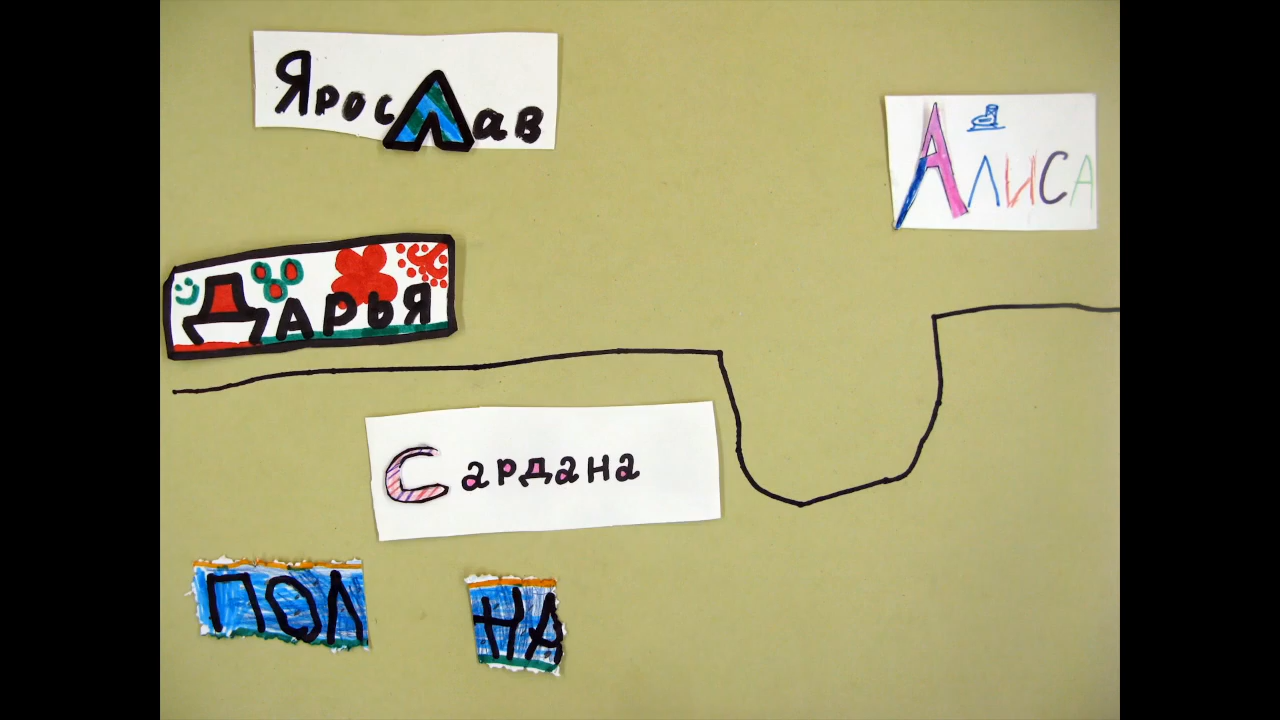 Ярослав
Алиса
Дарья
Сардана
ПОЛ НА